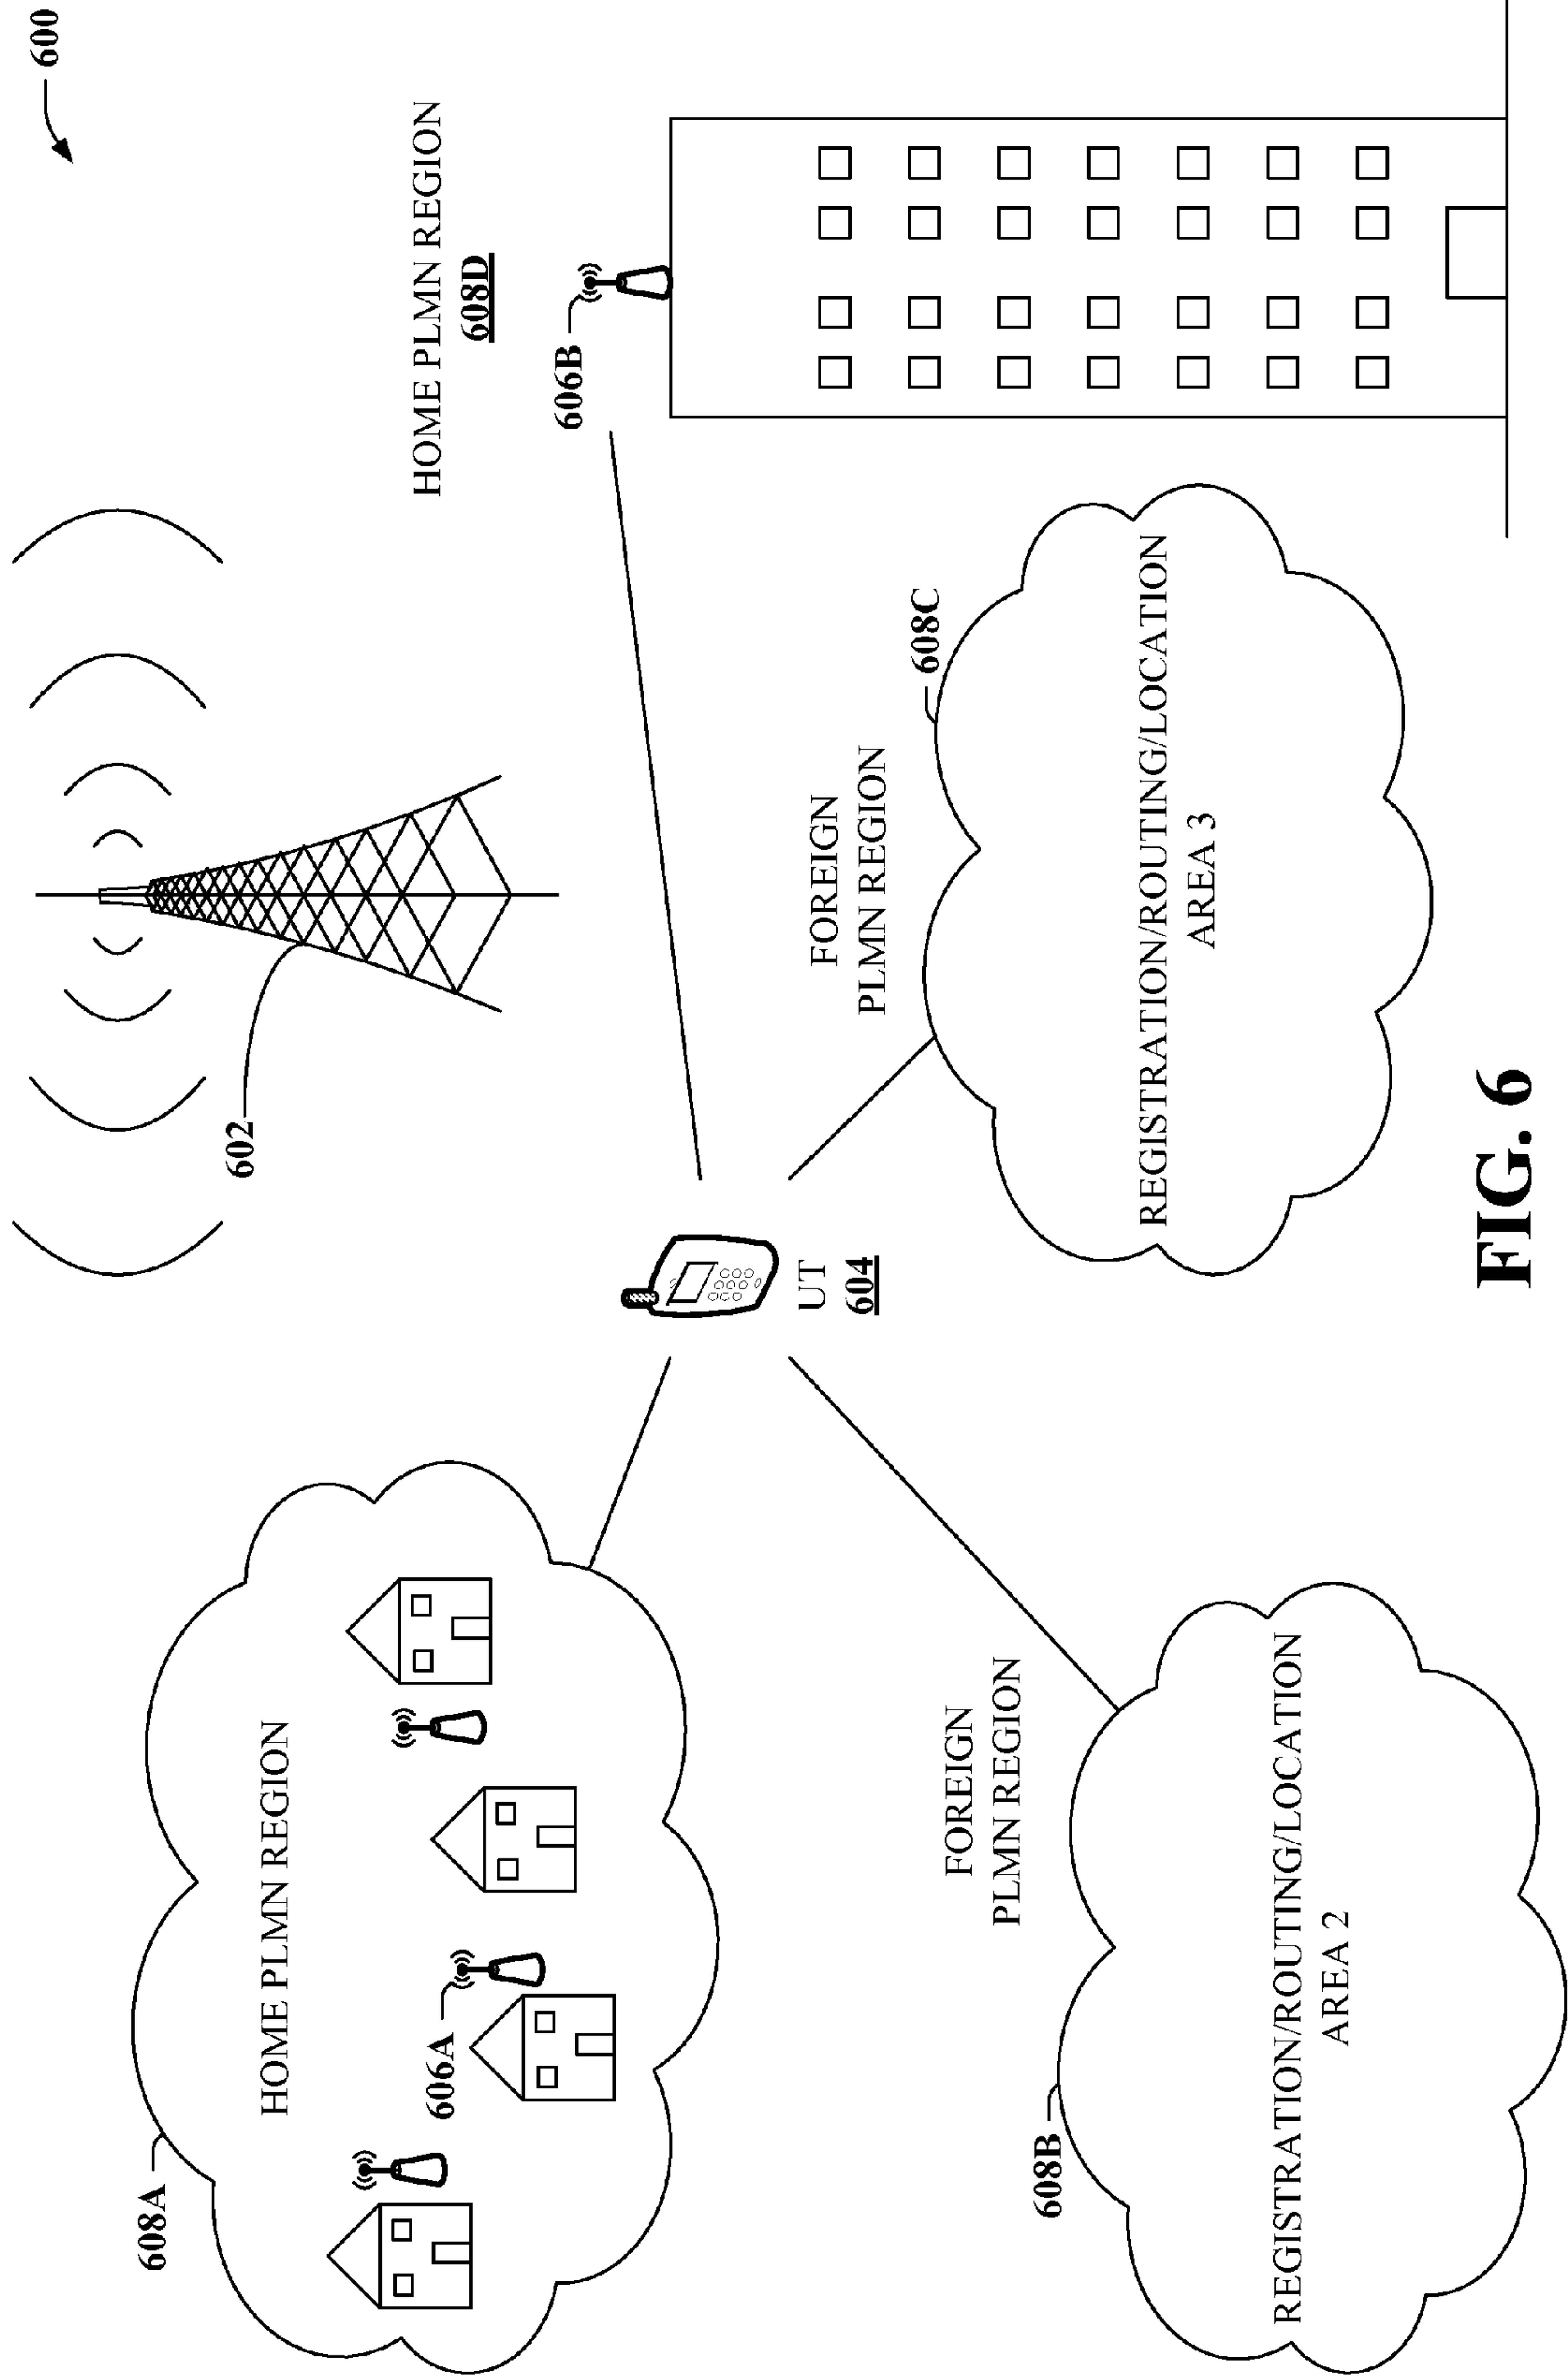 600
HOME PLMN REGION
608D
606B
602
608A
HOME PLMN REGION
606A
UT
604
FOREIGN
PLMN REGION
608C
REGISTRATION/ROUTING/LOCATION
AREA 3
FOREIGN
PLMN REGION
608B
REGISTRATION/ROUTING/LOCATION
AREA 2
FIG. 6